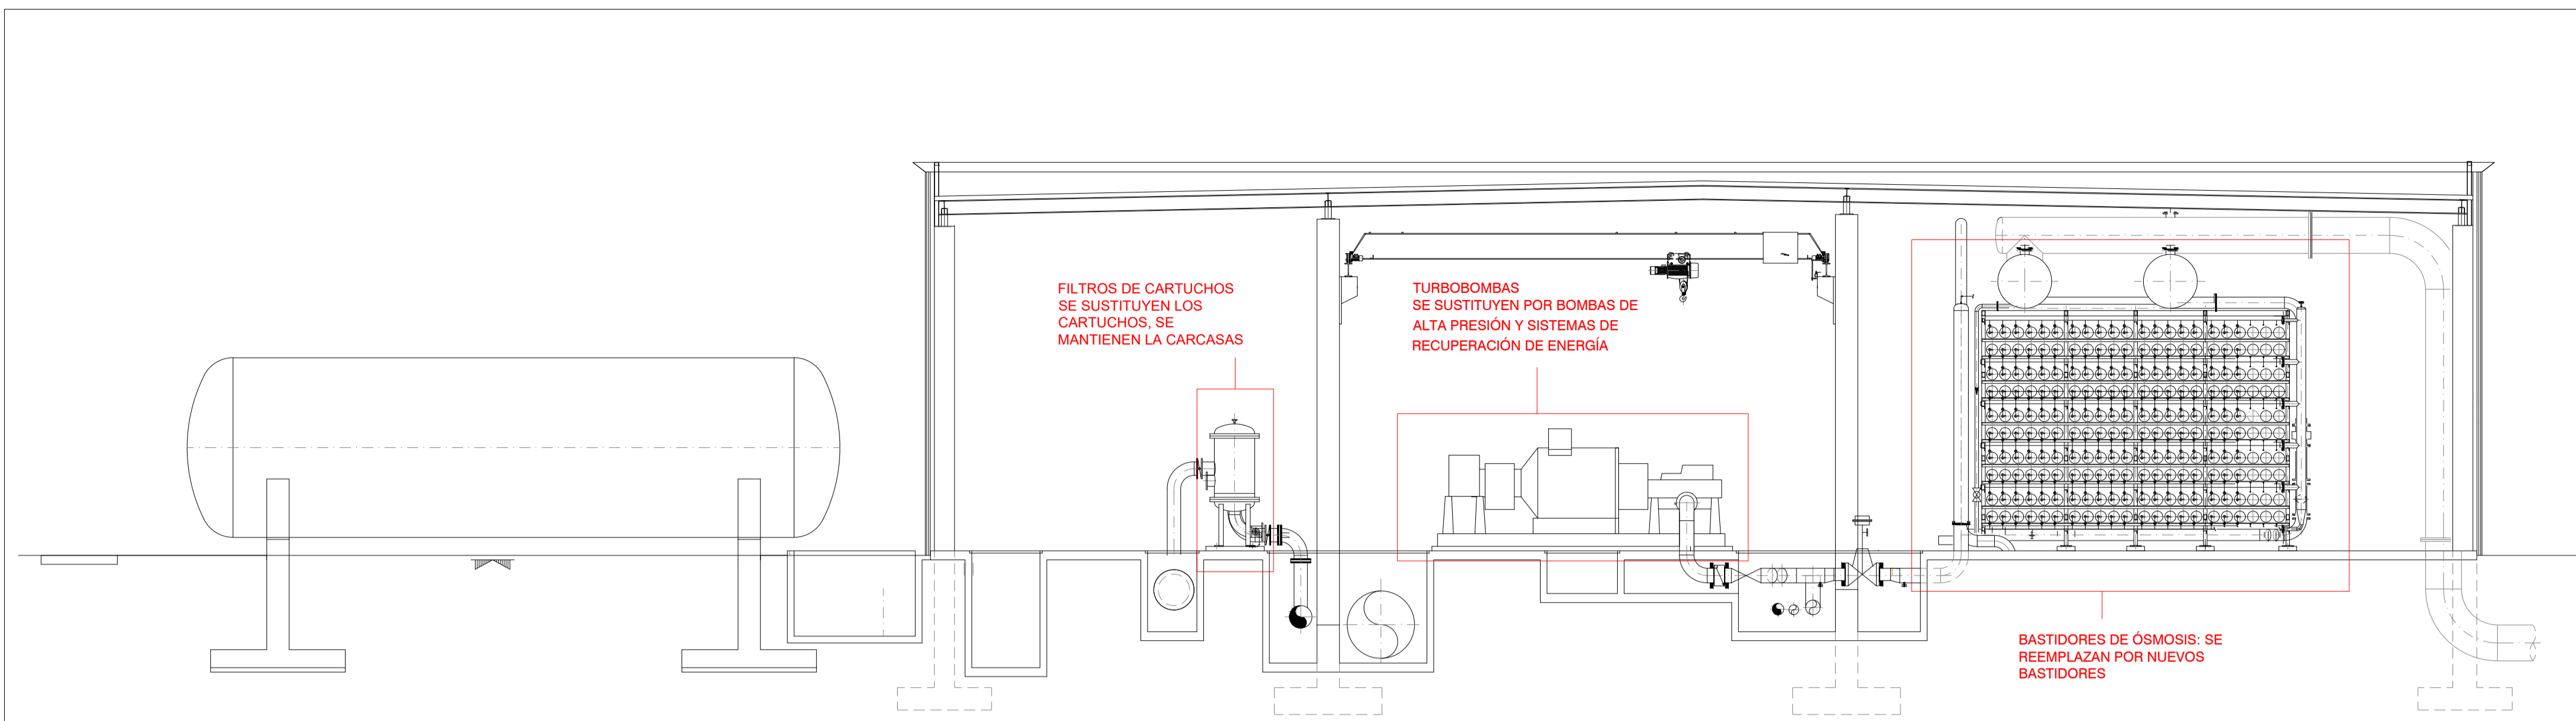 FILTROS DE CARTUCHOS
SE SUSTITUYEN LOS
CARTUCHOS, SE
MANTIENEN LA CARCASAS
TURBOBOMBAS
SE SUSTITUYEN POR BOMBAS DE
ALTA PRESIÓN Y SISTEMAS DE
RECUPERACIÓN DE ENERGÍA
BASTIDORES DE ÓSMOSIS: SE
REEMPLAZAN POR NUEVOS
BASTIDORES